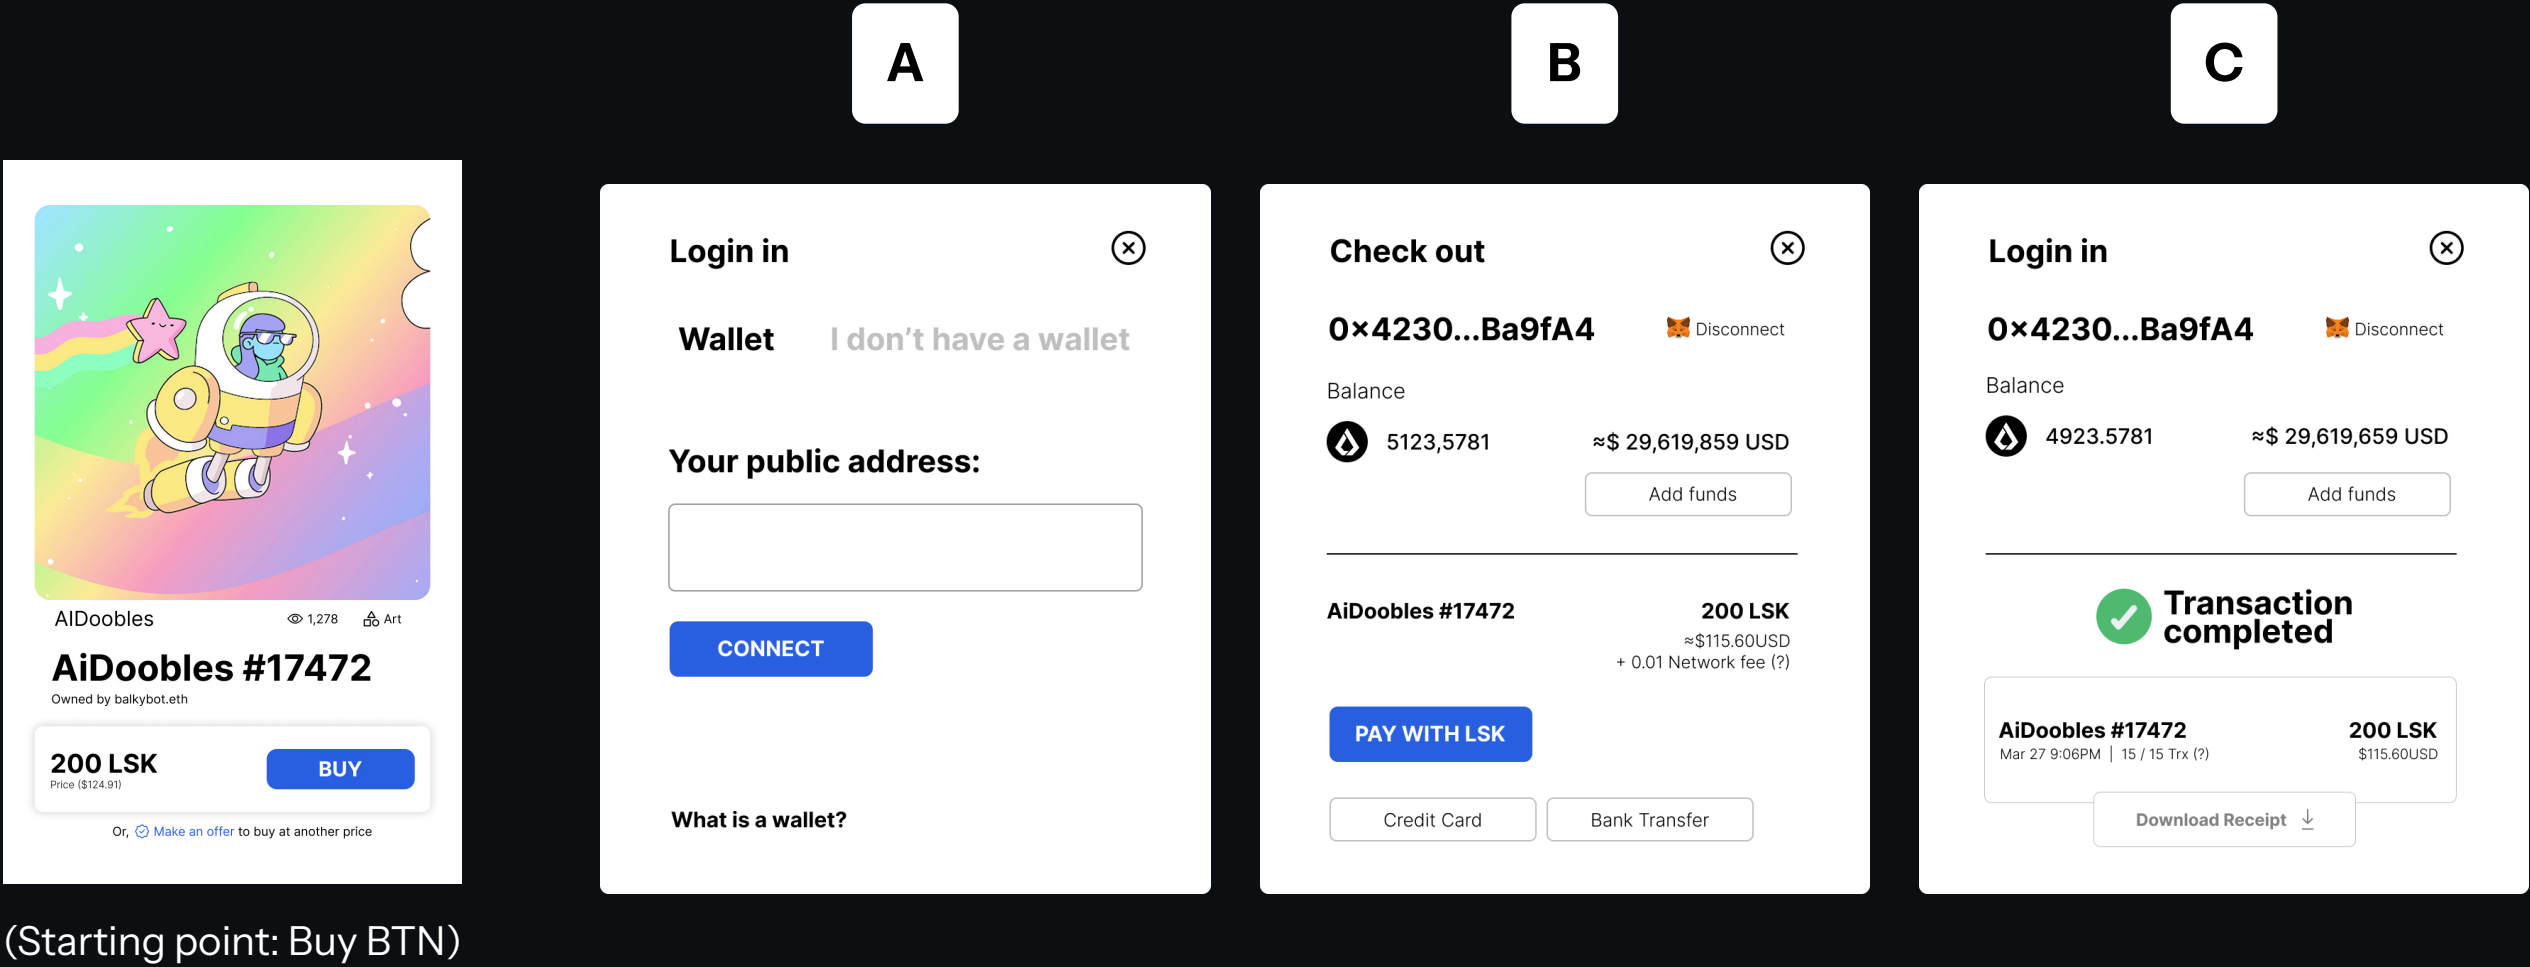 A
B
C
AIDoobles
1,278
Art
AiDoobles #17472
Owned by balkybot.eth
200 LSK
Price ($124.91)
BUY
Or, Make an offer to buy at another price
(Starting point: Buy BTN)
Login in
Wallet
I don't have a wallet
Your public address:
CONNECT
What is a wallet?
Check out
0×4230...Ba9fA4
Disconnect
Balance
5123,5781
≈$ 29,619,859 USD
Add funds
AiDoobles #17472
200 LSK
≈$115.60USD
+ 0.01 Network fee (?)
PAY WITH LSK
Credit Card
Bank Transfer
Login in
0×4230...Ba9fA4
Disconnect
Balance
4923.5781
≈$ 29,619,659 USD
Add funds
Transaction
completed
AiDoobles #17472
200 LSK
Mar 27 9:06PM | 15 / 15 Trx (?)
$115.60USD
Download Receipt